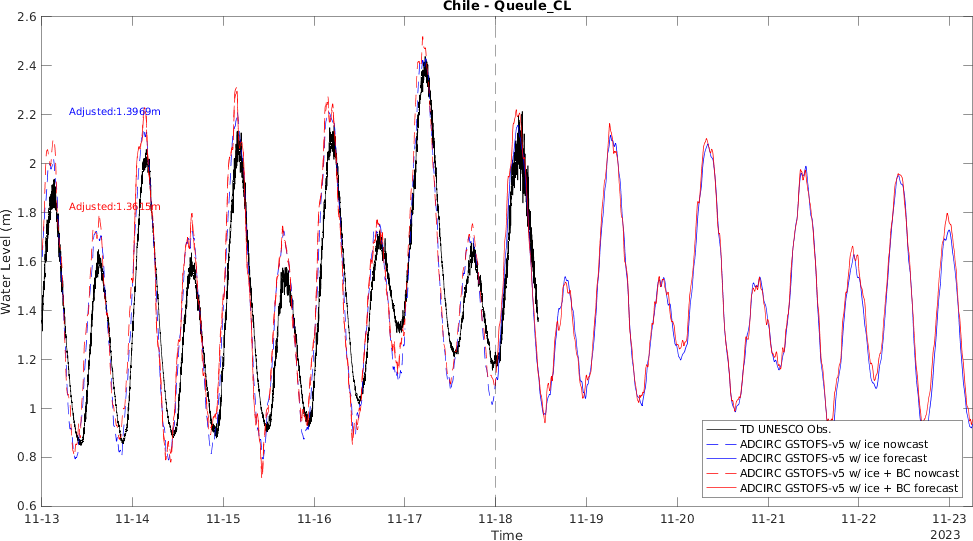 Chile - Queule_CL
Water Level (m)
2.6
2.4
2.2
2
1.8
1.6
1.4
1.2
1
0.8
0.6
Adjusted:1.3969m
Adjusted:1.3615m
TD UNESCO Obs.
ADCIRC GSTOFS-v5 w/ ice nowcast
ADCIRC GSTOFS-v5 w/ ice forecast
ADCIRC GSTOFS-v5 w/ ice + BC nowcast
ADCIRC GSTOFS-v5 w/ ice + BC forecast
11-13 11-14 11-15 11-16 11-17 11-18 11-19 11-20 11-21 11-22 11-23
Time
2023